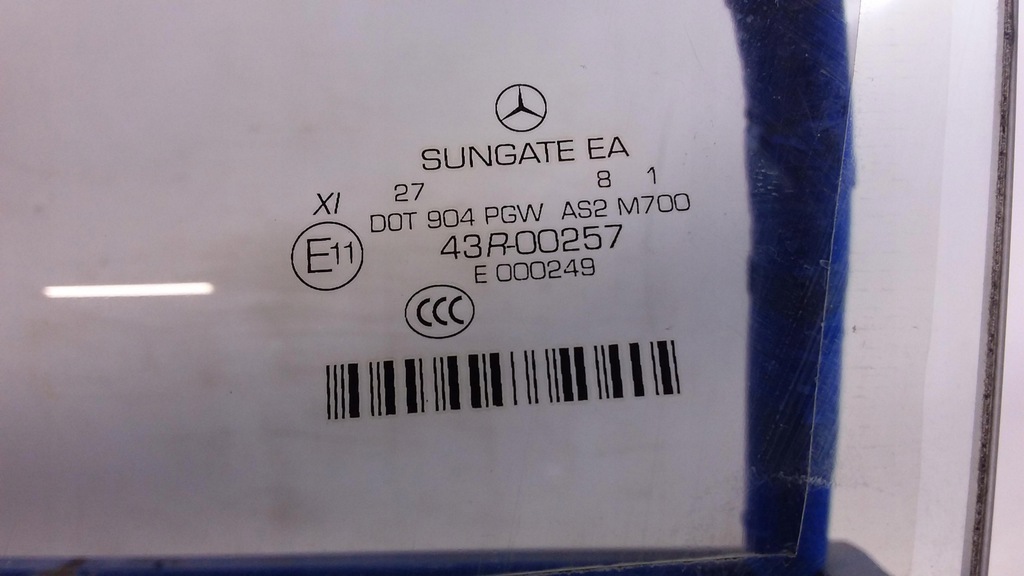 SUNGATE EA
27 8 1
XI
DOT 904 PGW AS2 M700
E11
43R-00257
E 000249
CCC